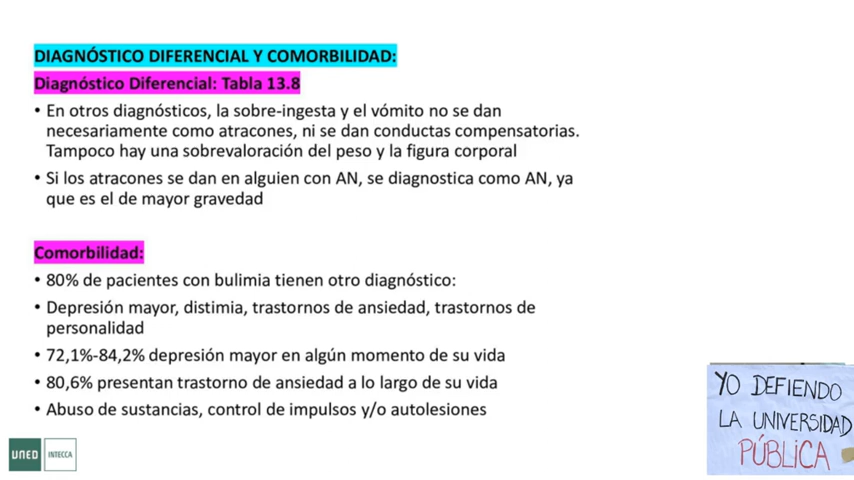 DIAGNÓSTICO DIFERENCIAL Y COMORBILIDAD:
Diagnóstico Diferencial: Tabla 13.8
• En otros diagnósticos, la sobre-ingesta y el vómito no se dan
necesariamente como atracones, ni se dan conductas compensatorias.
Tampoco hay una sobrevaloración del peso y la figura corporal
• Si los atracones se dan en alguien con AN, se diagnostica como AN, ya
que es el de mayor gravedad
Comorbilidad:
• 80% de pacientes con bulimia tienen otro diagnóstico:
• Depresión mayor, distimia, trastornos de ansiedad, trastornos de
personalidad
• 72,1%-84,2% depresión mayor en algún momento de su vida
• 80,6% presentan trastorno de ansiedad a lo largo de su vida
• Abuso de sustancias, control de impulsos y/o autolesiones
UNED INTECCA
YO DEFIENDO
LA UNIVERSIDAD
PÚBLICA